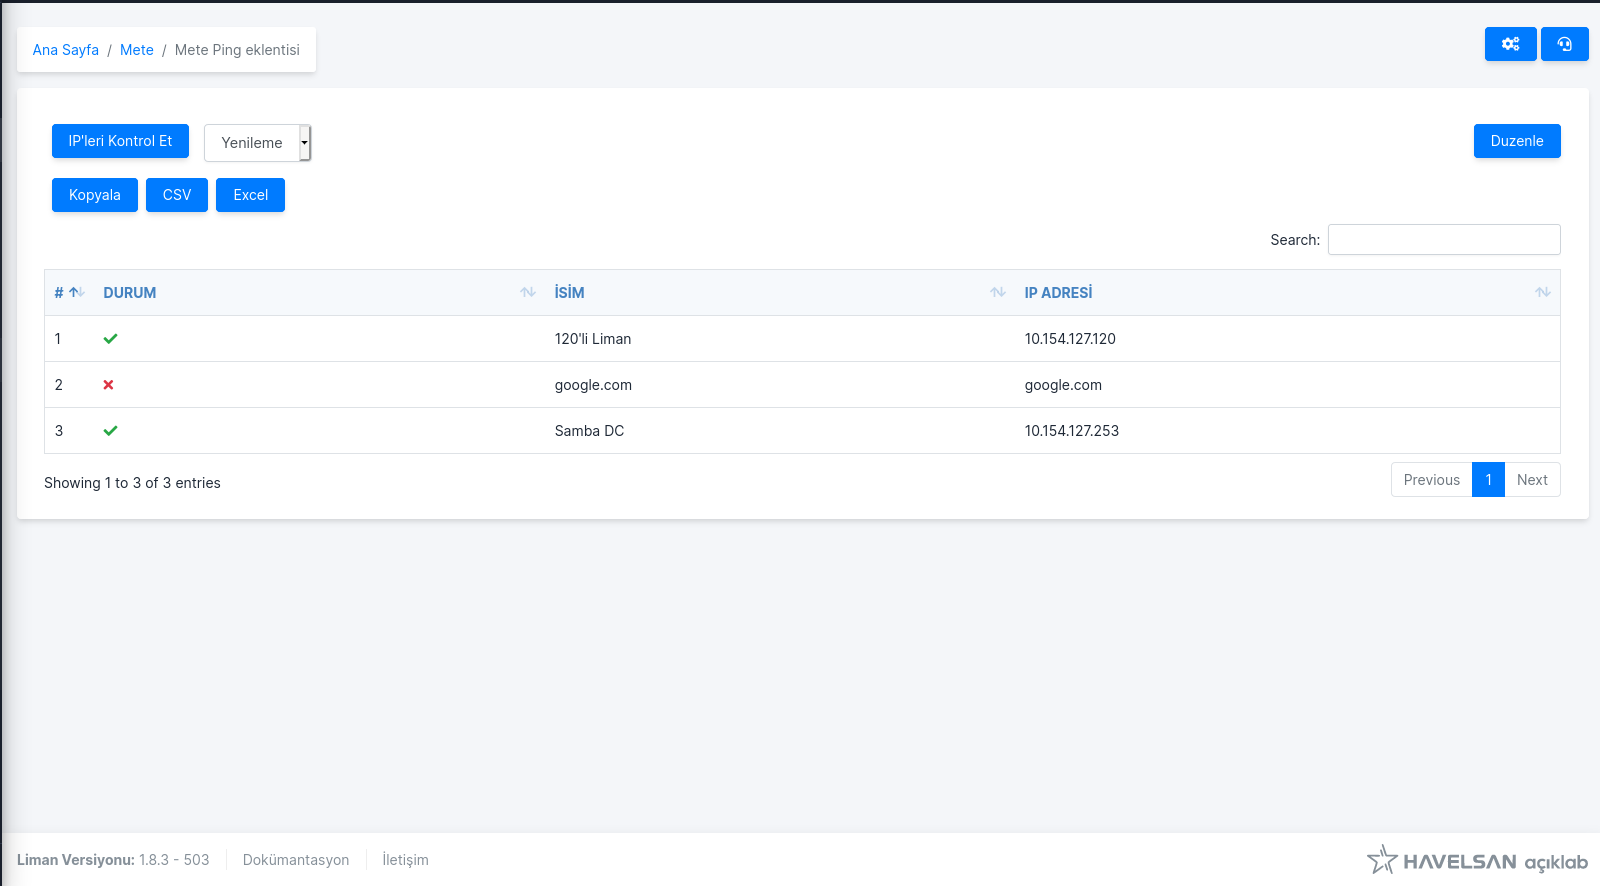 Ana Sayfa / Mete / Mete Ping eklentisi
IP'leri Kontrol Et Yenileme Duzenle
Kopyala CSV Excel
Search:
# DURUM İSİM IP ADRESİ
1 120'li Liman 10.154.127.120
2 google.com google.com
3 Samba DC 10.154.127.253
Showing 1 to 3 of 3 entries Previous 1 Next
Liman Versiyonu: 1.8.3 - 503 Dokümantasyon İletişim HAVELSAN açıklab